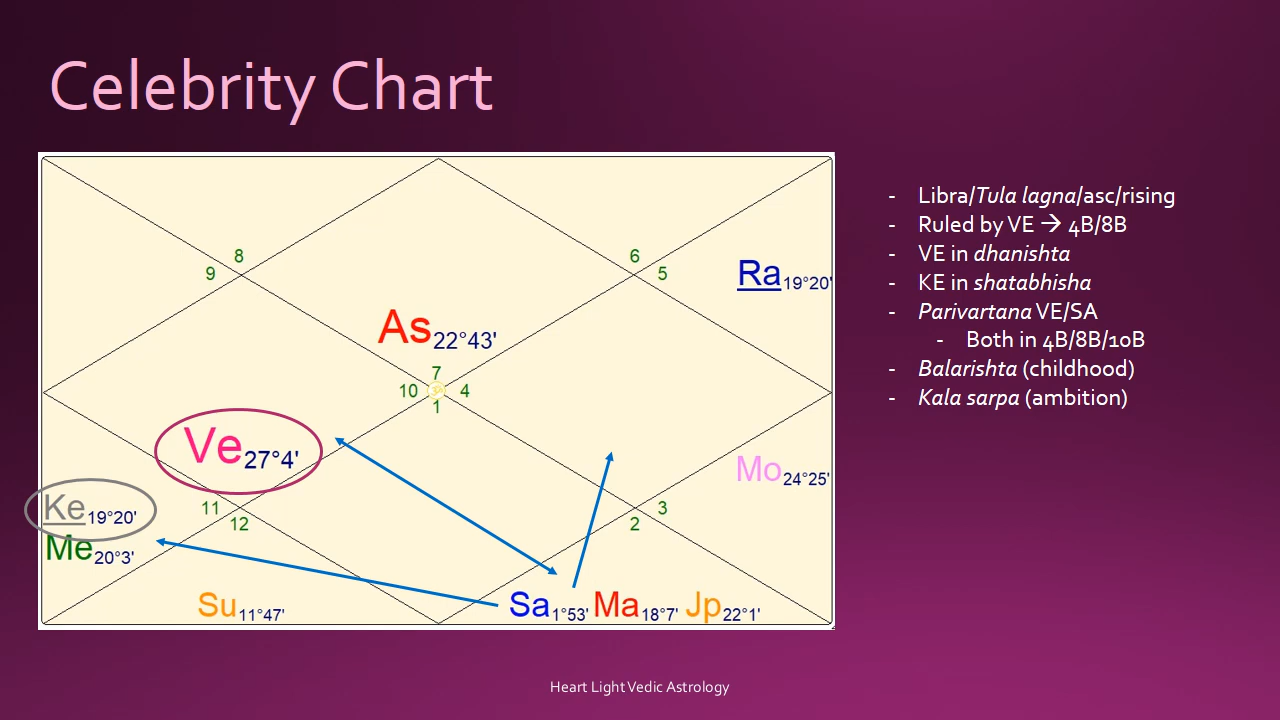 Celebrity Chart
8
9
6
5
Ra19°20'
As22°43'
7
10
4
1
Ve27°4'
Ke19°20'
Me20°3'
11
12
Mo24°25'
3
2
Su11°47'
Sa1°53' Ma18°7' Jp22°1'
- Libra/Tula lagna/asc/rising
- Ruled by VE → 4B/8B
- VE in dhanishta
- KE in shatabhisha
- Parivartana VE/SA
- Both in 4B/8B/10B
- Balarishta (childhood)
- Kala sarpa (ambition)
Heart Light Vedic Astrology